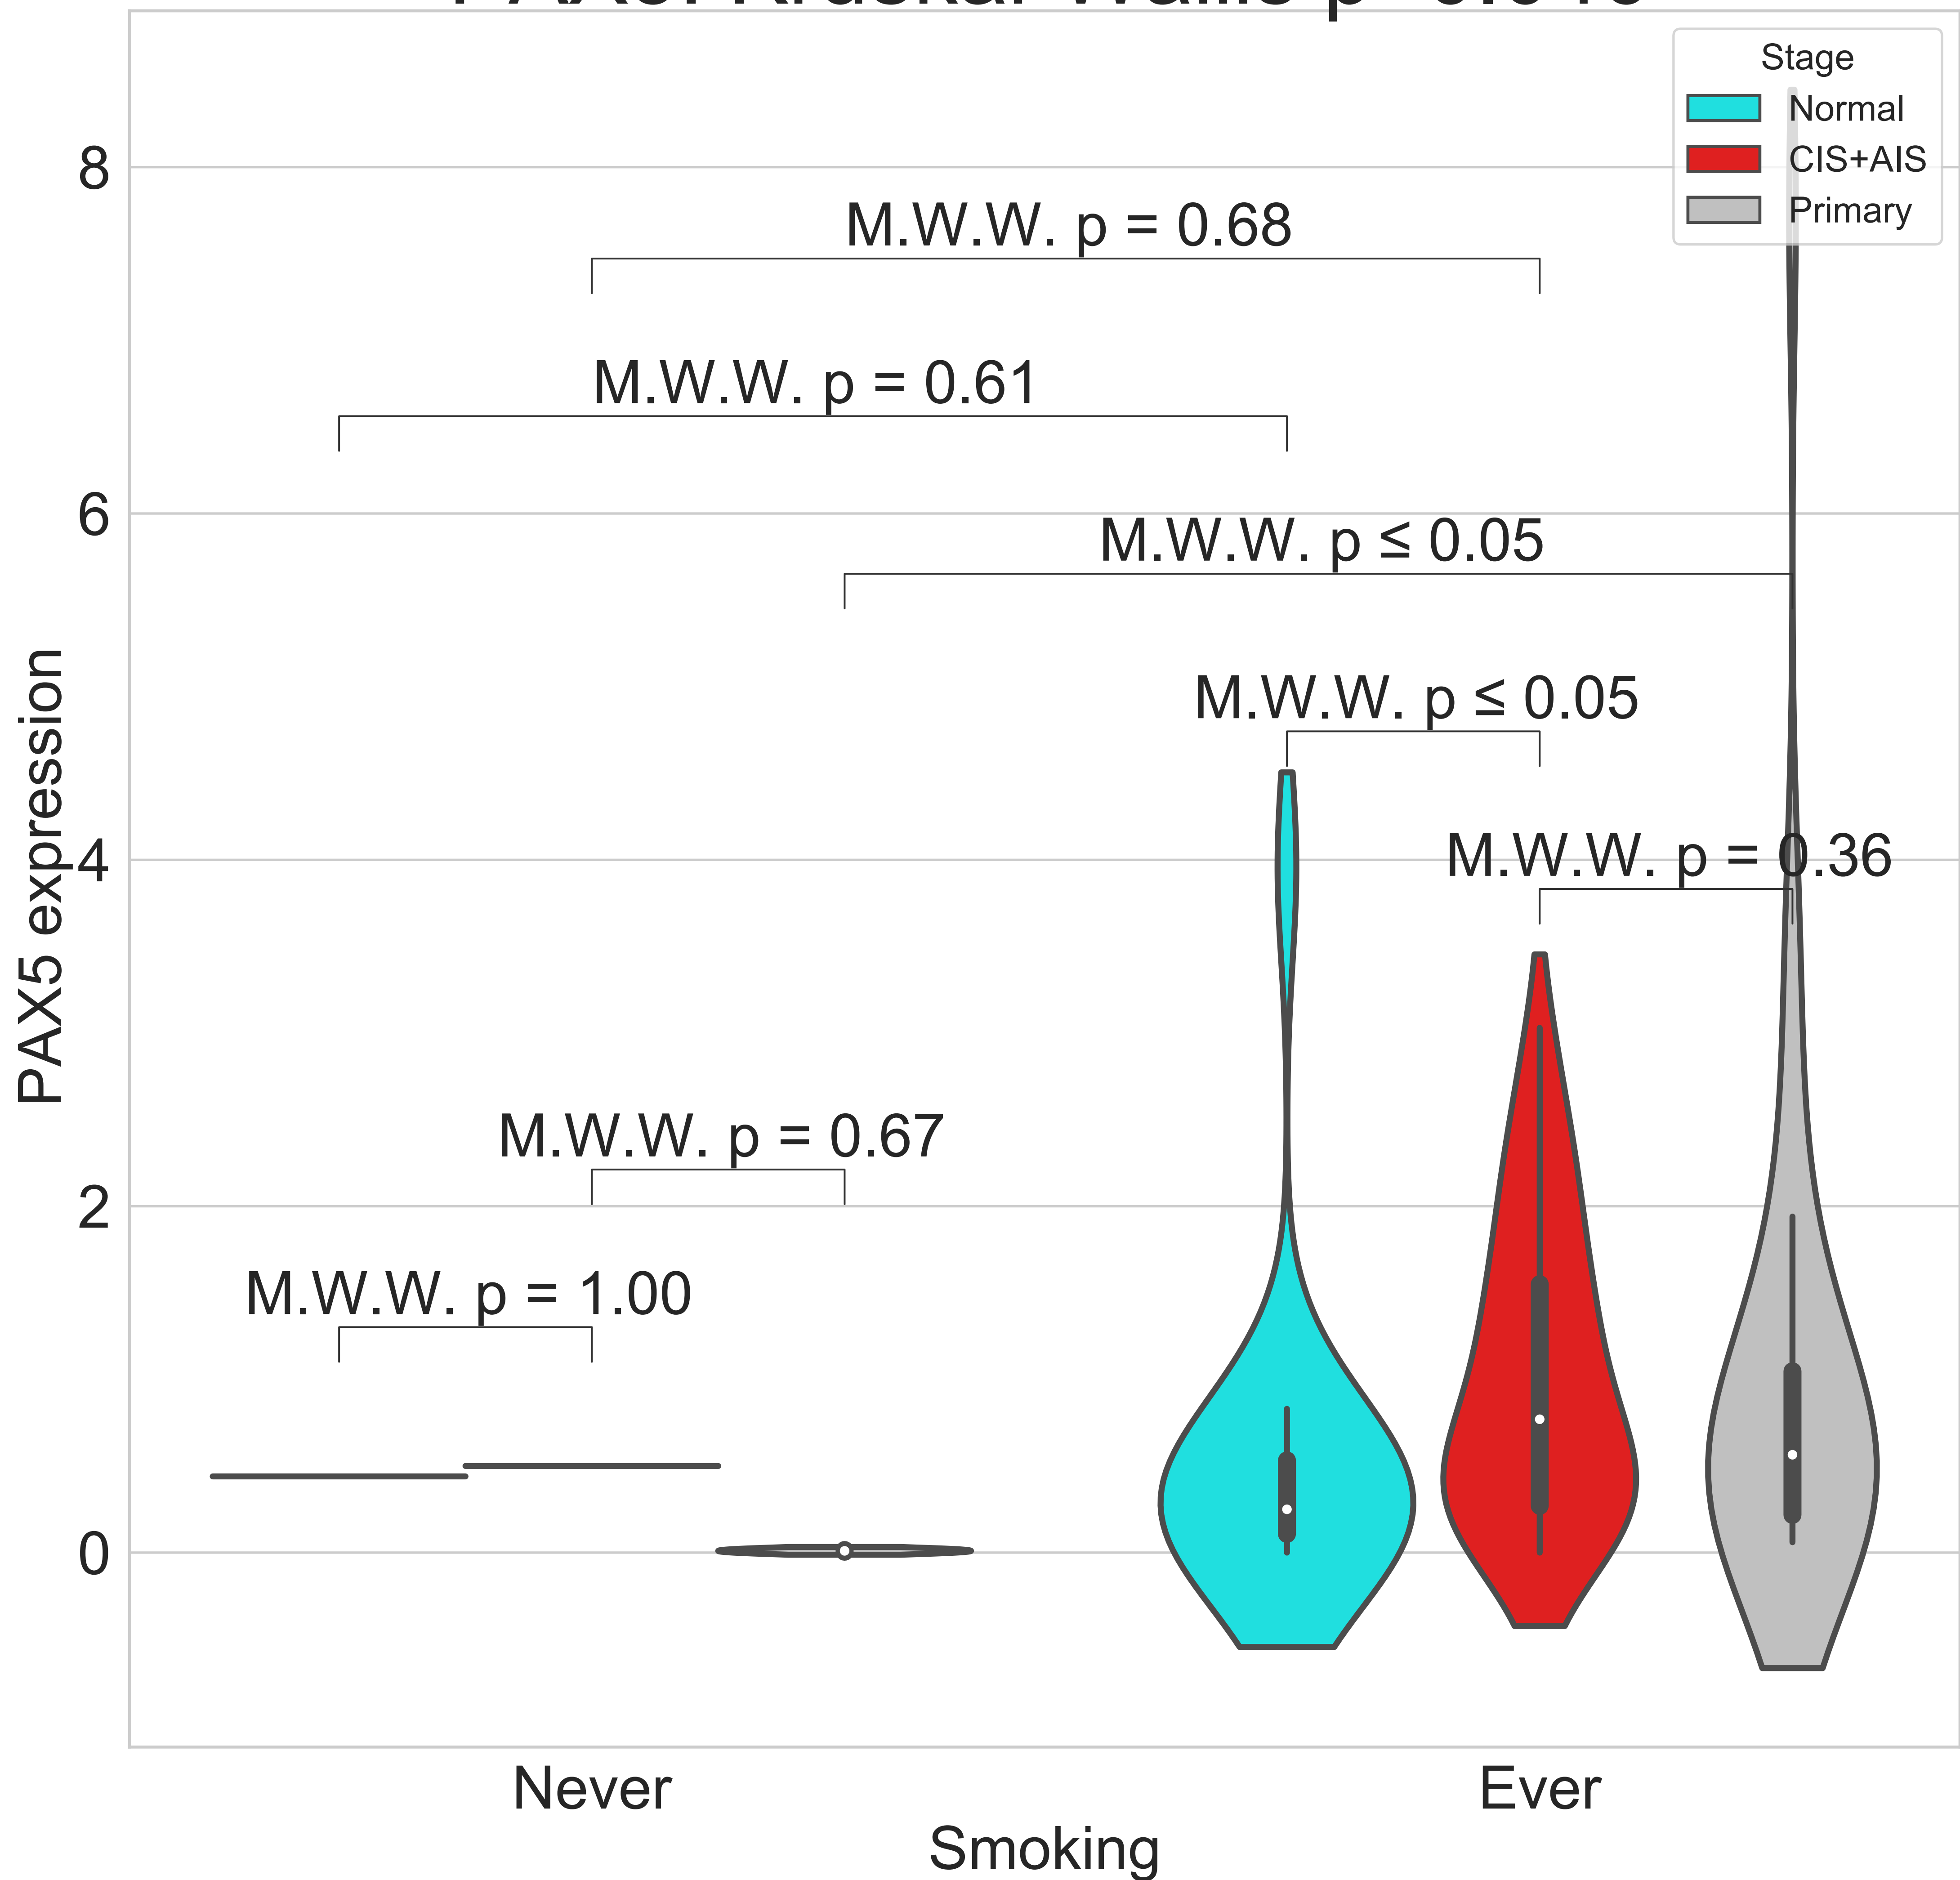 Stage
Normal
CIS+AIS
Primary
8
M.W.W. p = 0.68
M.W.W. p = 0.61
6
M.W.W. p ≤ 0.05
M.W.W. p ≤ 0.05
4
M.W.W. p = 0.36
PAX5 expression
M.W.W. p = 0.67
2
M.W.W. p = 1.00
0
Never
Ever
Smoking